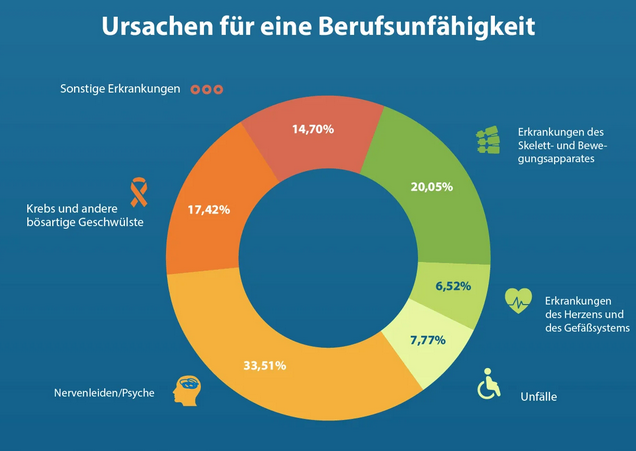 Ursachen für eine Berufsunfähigkeit
Sonstige Erkrankungen
14,70%
Erkrankungen des
Skelett- und Bewe-
gungsapparates
20,05%
Krebs und andere
bösartige Geschwülste
17,42%
6,52%
Erkrankungen
des Herzens und
des Gefäßsystems
7,77%
33,51%
Nervenleiden/Psyche
Unfälle